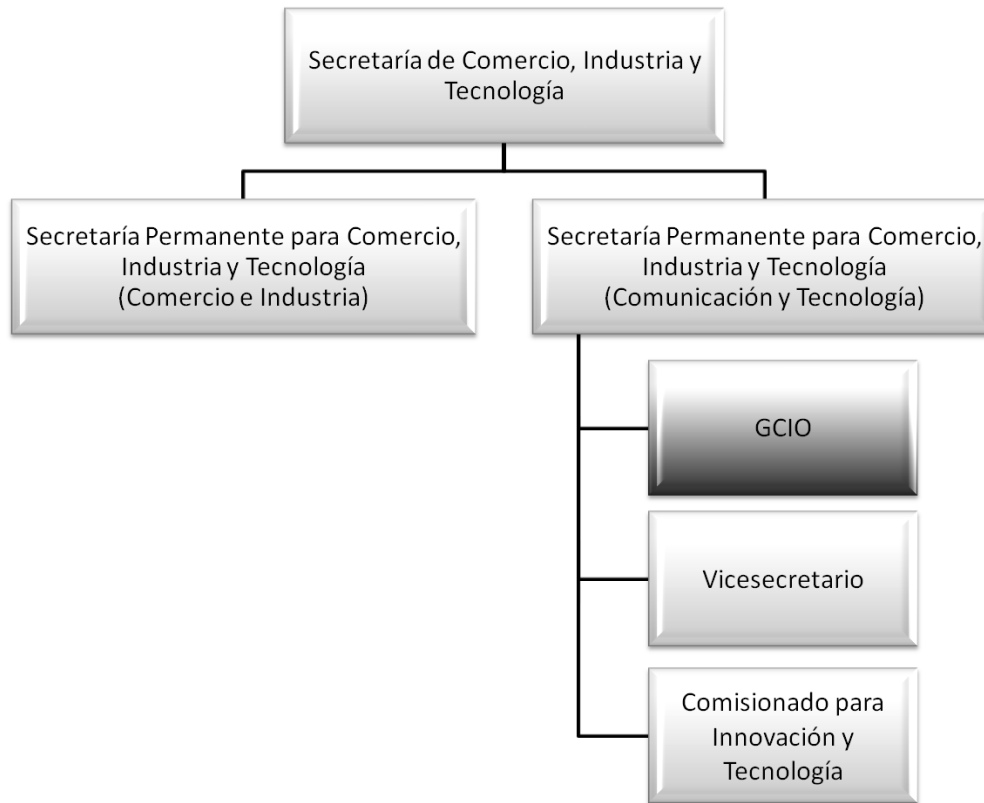 Secretaría de Comercio, Industria y
Tecnología
Secretaría Permanente para Comercio,
Industria y Tecnología
(Comercio e Industria)
Secretaría Permanente para Comercio,
Industria y Tecnología
(Comunicación y Tecnología)
GCIO
Vicesecretario
Comisionado para
Innovación y
Tecnología